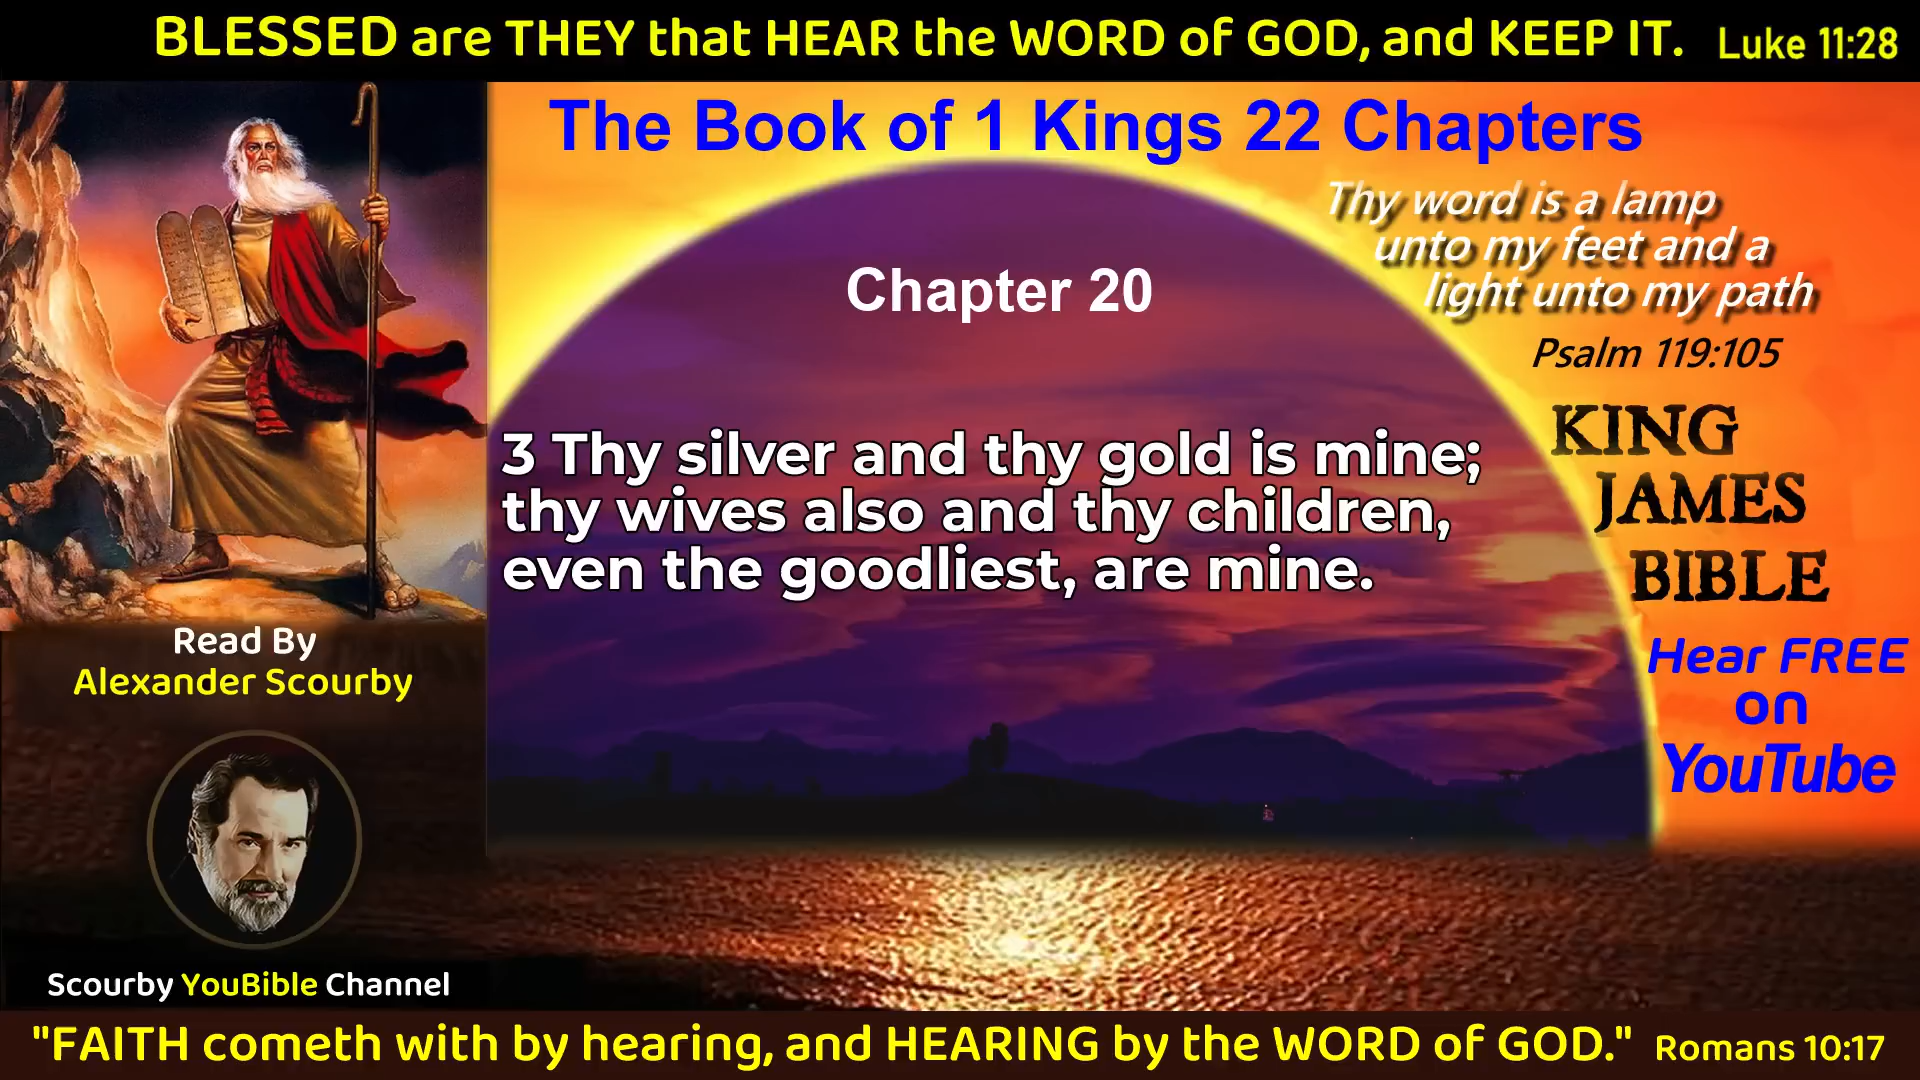 BLESSED are THEY that HEAR the WORD of GOD, and KEEP IT. Luke 11:28
The Book of 1 Kings 22 Chapters
Thy word is a lamp
unto my feet and a
light unto my path
Psalm 119:105
Chapter 20
KING
JAMES
BIBLE
3 Thy silver and thy gold is mine;
thy wives also and thy children,
even the goodliest, are mine.
Hear FREE
on
YouTube
Read By
Alexander Scourby
Scourby YouBible Channel
"FAITH cometh with by hearing, and HEARING by the WORD of GOD." Romans 10:17